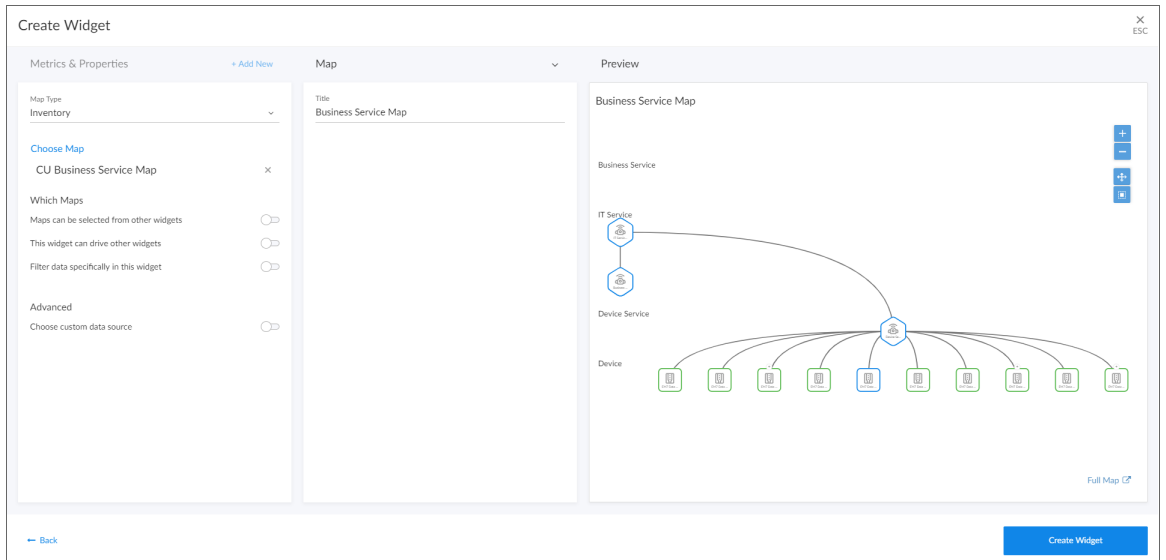 Create Widget
ESC
Metrics & Properties
+ Add New
Map
Preview
Map Type
Inventory
Choose Map
CU Business Service Map
Which Maps
Maps can be selected from other widgets
This widget can drive other widgets
Filter data specifically in this widget
Advanced
Choose custom data source
Title
Business Service Map
Business Service Map
Business Service
IT Service
Device Service
Device
Full Map
Back
Create Widget